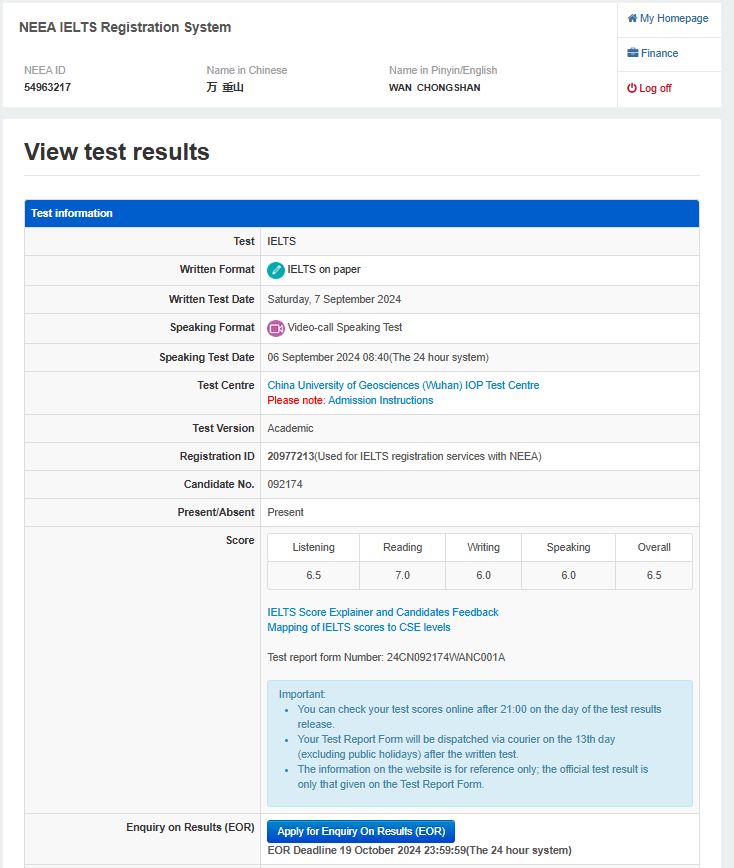 NEEA IELTS Registration System
My Homepage
Finance
Log off
NEEA ID Name in Chinese Name in Pinyin/English
54963217 万 重山 WAN CHONGSHAN
View test results
Test information
Test IELTS
Written Format IELTS on paper
Written Test Date Saturday, 7 September 2024
Speaking Format Video-call Speaking Test
Speaking Test Date 06 September 2024 08:40(The 24 hour system)
Test Centre China University of Geosciences (Wuhan) IOP Test Centre
Please note: Admission Instructions
Test Version Academic
Registration ID 20977213(Used for IELTS registration services with NEEA)
Candidate No. 092174
Present/Absent Present
Score Listening Reading Writing Speaking Overall
6.5 7.0 6.0 6.0 6.5
IELTS Score Explainer and Candidates Feedback
Mapping of IELTS scores to CSE levels
Test report form Number: 24CN092174WANC001A
Important:
• You can check your test scores online after 21:00 on the day of the test results
release.
• Your Test Report Form will be dispatched via courier on the 13th day
(excluding public holidays) after the written test.
• The information on the website is for reference only; the official test result is
only that given on the Test Report Form.
Enquiry on Results (EOR) Apply for Enquiry On Results (EOR)
EOR Deadline 19 October 2024 23:59:59(The 24 hour system)